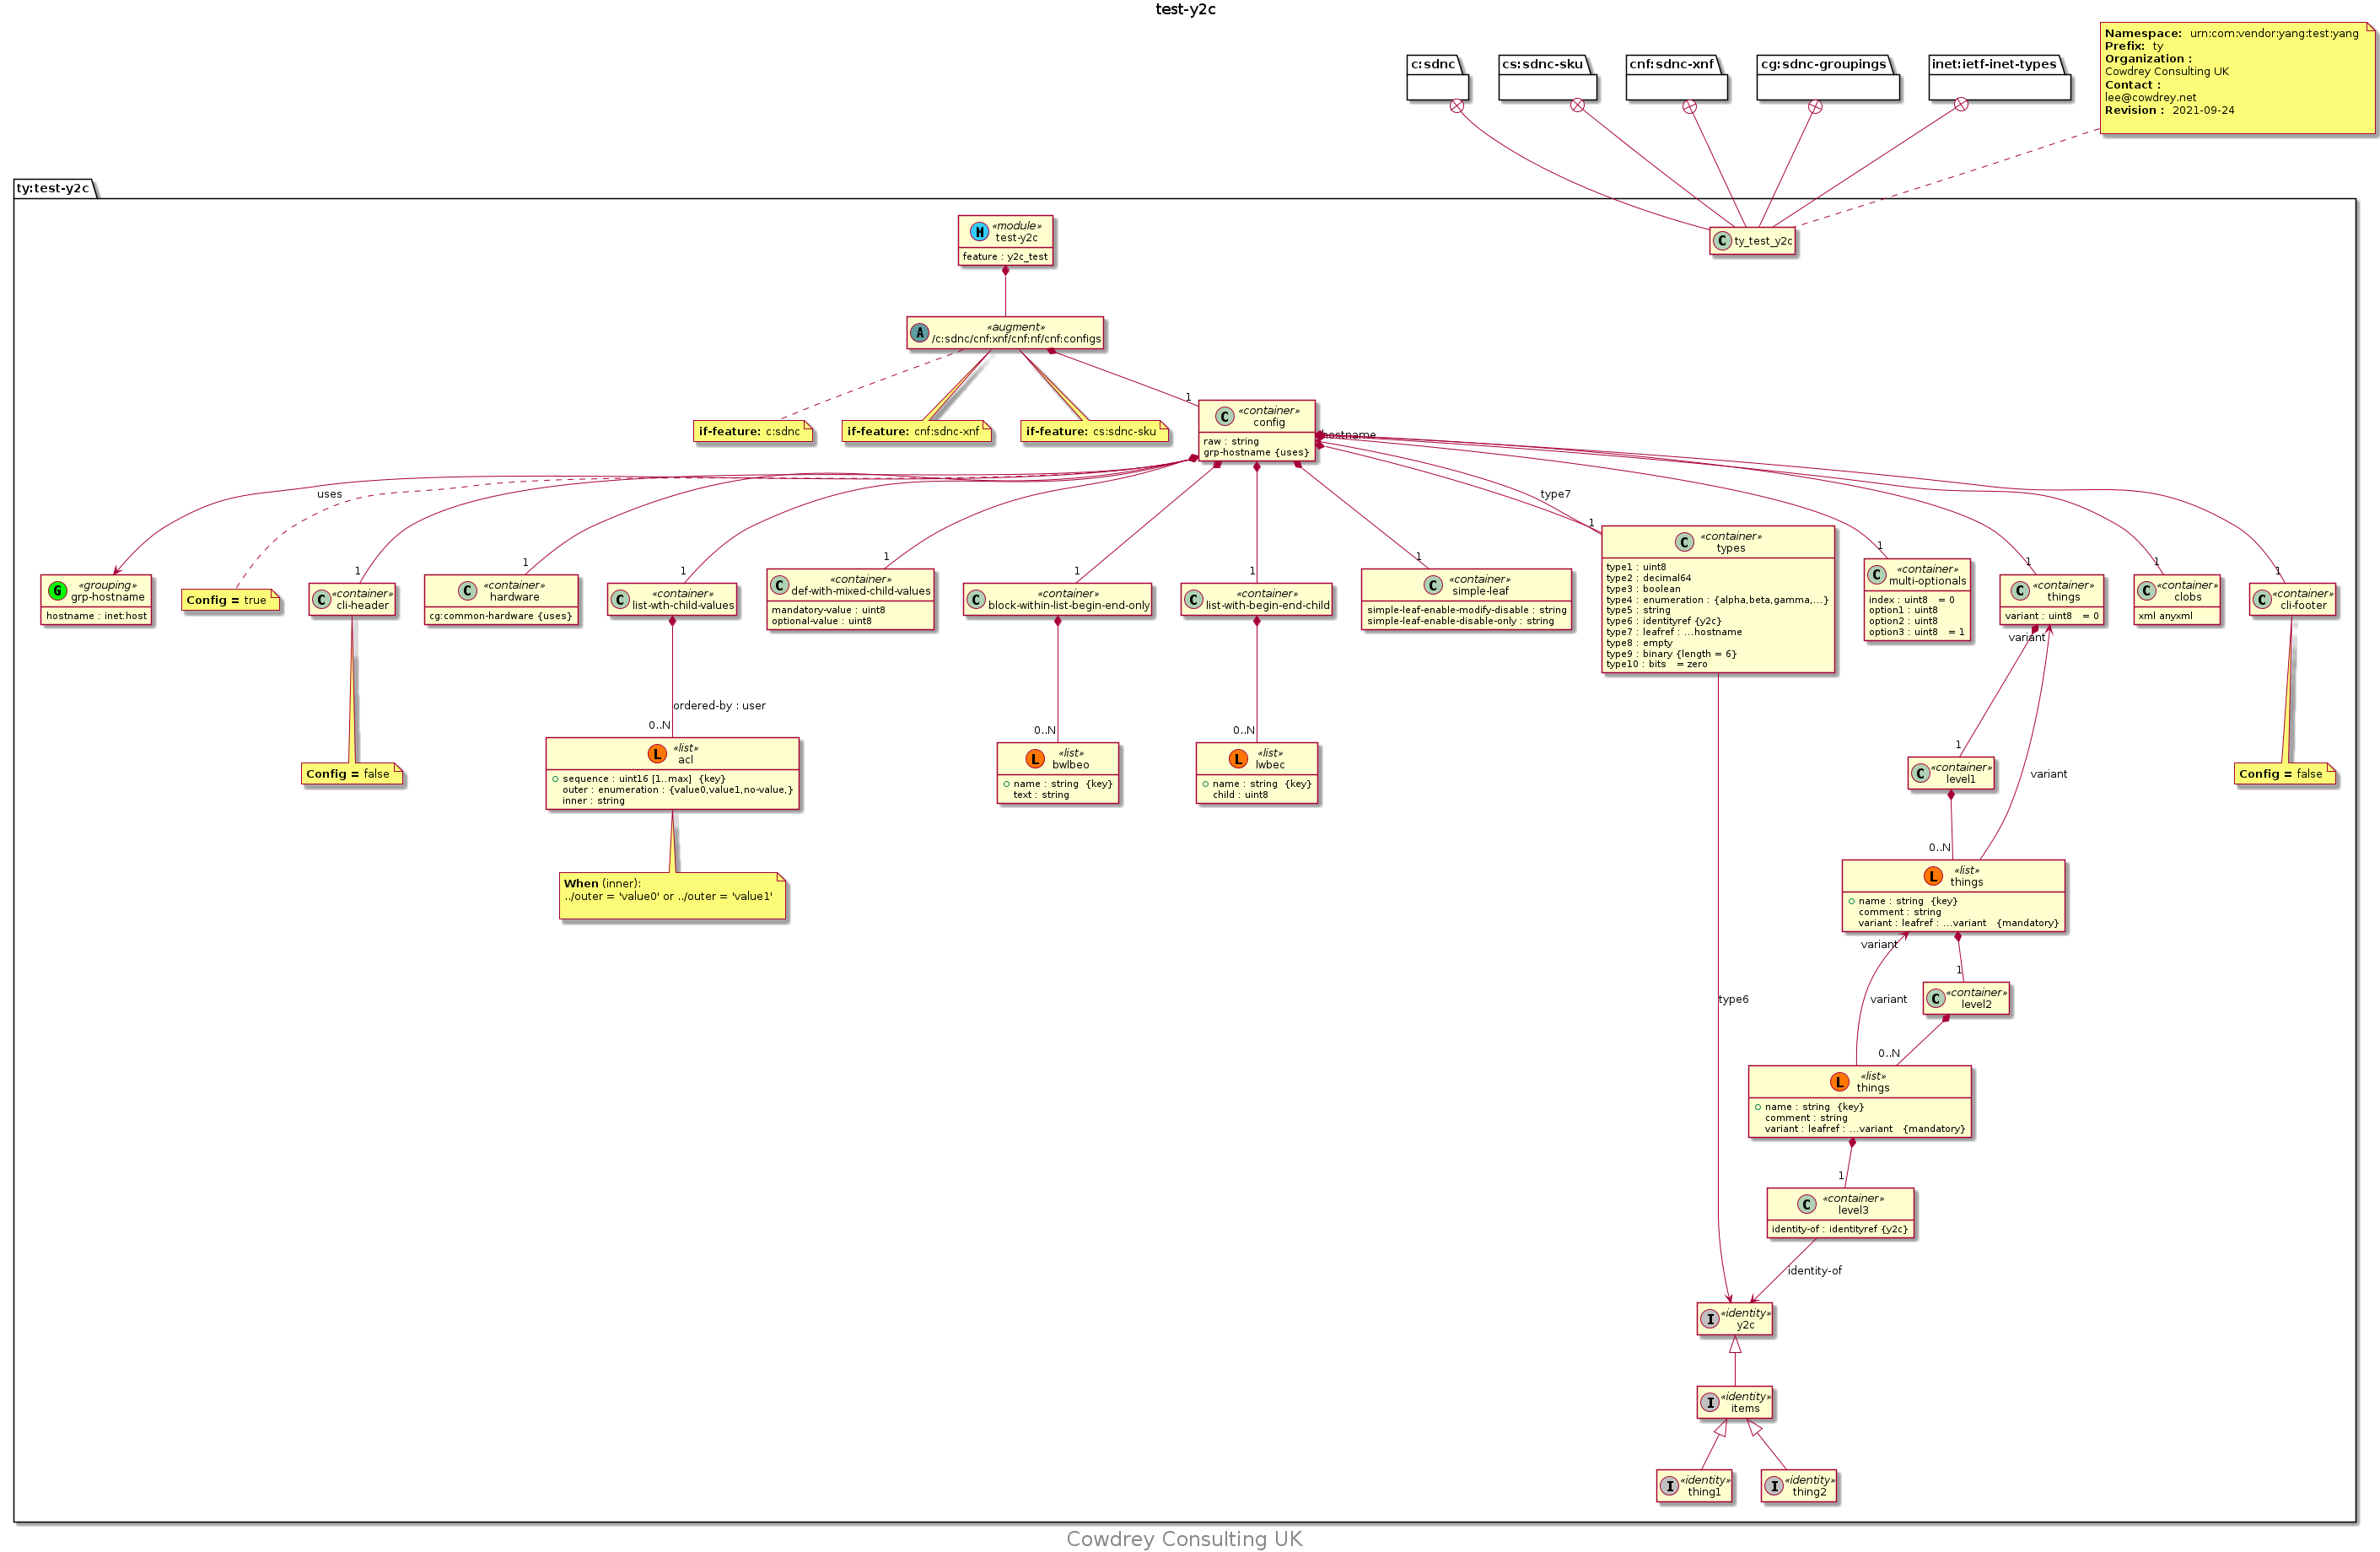 test-y2c
Namespace:  urn:com:vendor:yang:test:yang
Prefix:  ty
Organization :
Cowdrey Consulting UK
Contact :
lee@cowdrey.net
Revision :  2021-09-24
c:sdnc
cs:sdnc-sku
cnf:sdnc-xnf
cg:sdnc-groupings
inet:ietf-inet-types
ty:test-y2c
M «module»
test-y2c
feature : y2c_test
C ty_test_y2c
A «augment»
/c:sdnc/cnf:xnf/cnf:nf/cnf:configs
1
if-feature: c:sdnc
if-feature: cnf:sdnc-xnf
if-feature: cs:sdnc-sku
C «container»
config
raw : string
grp-hostname {uses}
hostname
uses
type7
G «grouping»
grp-hostname
hostname : inet:host
Config = true
1
C «container»
cli-header
1
C «container»
hardware
cg:common-hardware {uses}
1
C «container»
list-wth-child-values
1
C «container»
def-with-mixed-child-values
mandatory-value : uint8
optional-value : uint8
1
C «container»
block-within-list-begin-end-only
1
C «container»
list-with-begin-end-child
1
C «container»
simple-leaf
simple-leaf-enable-modify-disable : string
simple-leaf-enable-disable-only : string
1
C «container»
types
type1 : uint8
type2 : decimal64
type3 : boolean
type4 : enumeration : {alpha,beta,gamma,...}
type5 : string
type6 : identityref {y2c}
type7 : leafref : ...hostname
type8 : empty
type9 : binary {length = 6}
type10 : bits   = zero
1
C «container»
multi-optionals
index : uint8   = 0
option1 : uint8
option2 : uint8
option3 : uint8   = 1
1
C «container»
things
variant : uint8   = 0
variant
1
C «container»
clobs
xml anyxml
1
C «container»
cli-footer
Config = false
ordered-by : user
0..N
L «list»
acl
sequence : uint16 [1..max]  {key}
outer : enumeration : {value0,value1,no-value,}
inner : string
When (inner):
../outer = 'value0' or ../outer = 'value1'
0..N
L «list»
bwlbeo
name : string  {key}
text : string
0..N
L «list»
lwbec
name : string  {key}
child : uint8
1
C «container»
level1
variant
Config = false
0..N
L «list»
things
name : string  {key}
comment : string
variant : leafref : ...variant   {mandatory}
variant
1
C «container»
level2
variant
type6
0..N
L «list»
things
name : string  {key}
comment : string
variant : leafref : ...variant   {mandatory}
1
C «container»
level3
identity-of : identityref {y2c}
identity-of
I «identity»
y2c
I «identity»
items
I «identity»
thing1
I «identity»
thing2
Cowdrey Consulting UK